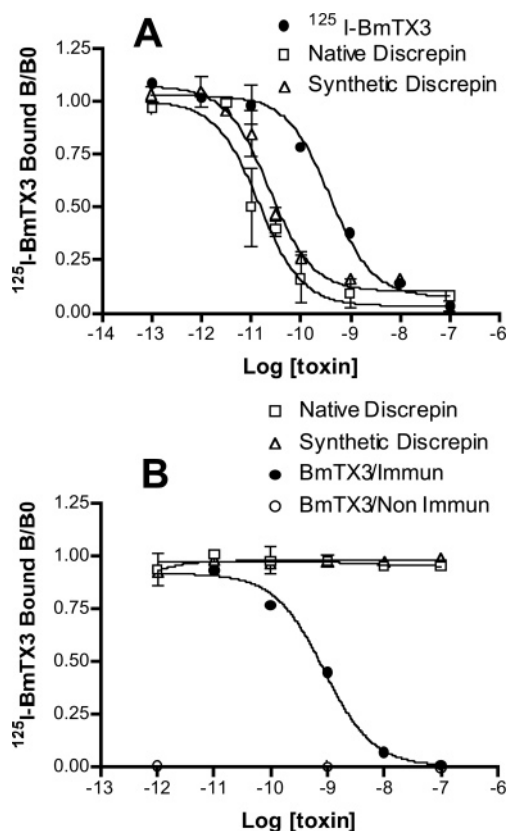 A
● ¹²⁵ I-BmTX3
□ Native Discrepin
△ Synthetic Discrepin
¹²⁵I-BmTX3 Bound B/B0
1.25
1.00
0.75
0.50
0.25
0.00
-14 -13 -12 -11 -10 -9 -8 -7 -6
Log [toxin]
□ Native Discrepin
△ Synthetic Discrepin
● BmTX3/Immun
○ BmTX3/Non Immun
B
¹²⁵I-BmTX3 Bound B/B0
1.25
1.00
0.75
0.50
0.25
0.00
-13 -12 -11 -10 -9 -8 -7 -6
Log [toxin]